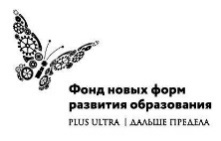 Фонд новых форм
развития образования
PLUS ULTRA | ДАЛЬШЕ ПРЕДЕЛА